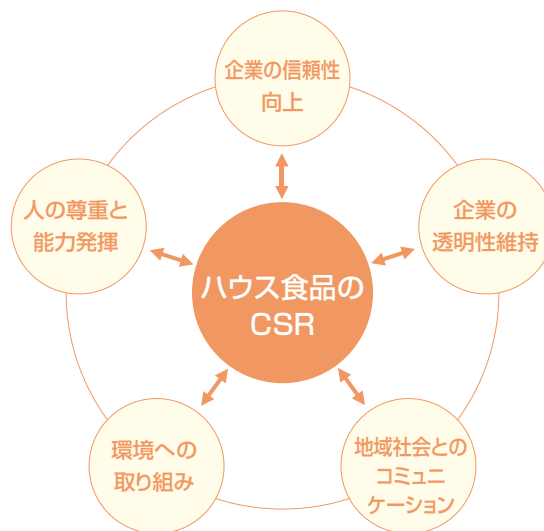 企業の信頼性
向上
人の尊重と
能力発揮
企業の
透明性維持
ハウス食品の
CSR
環境への
取り組み
地域社会との
コミュニ
ケーション